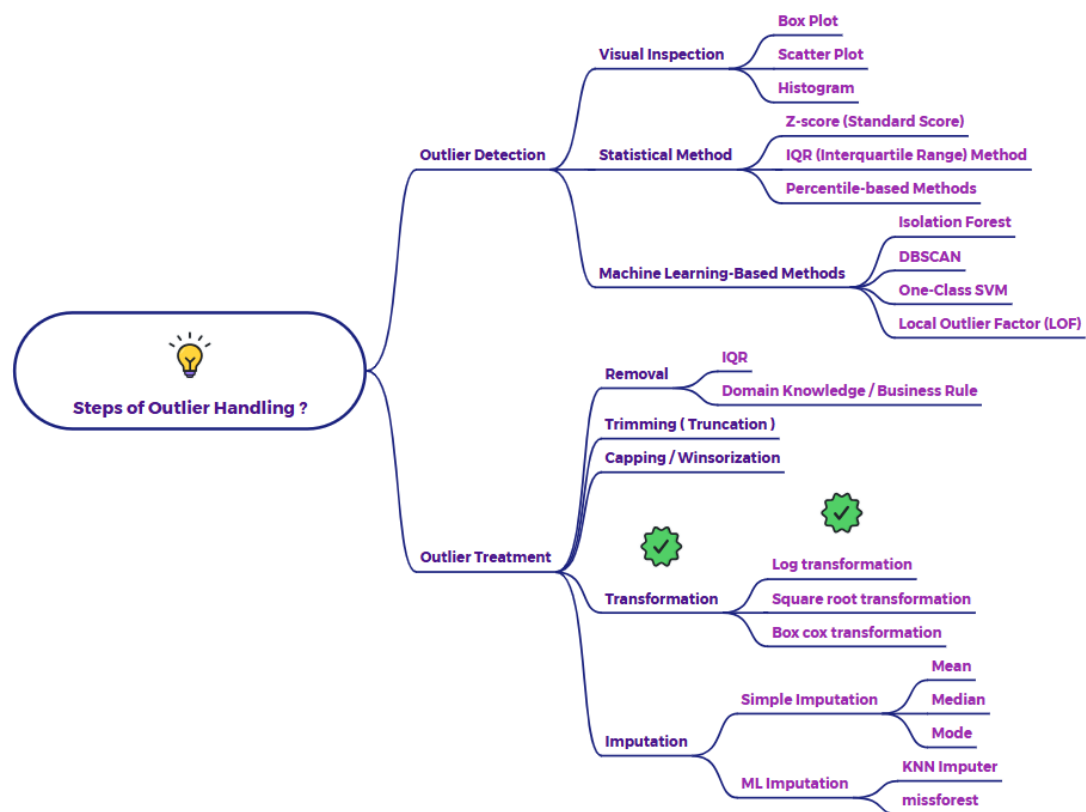 Steps of Outlier Handling ?
Outlier Detection
Visual Inspection
Box Plot
Scatter Plot
Histogram
Statistical Method
Z-score (Standard Score)
IQR (Interquartile Range) Method
Percentile-based Methods
Machine Learning-Based Methods
Isolation Forest
DBSCAN
One-Class SVM
Local Outlier Factor (LOF)
Outlier Treatment
Removal
IQR
Domain Knowledge / Business Rule
Trimming ( Truncation )
Capping / Winsorization
Transformation
Log transformation
Square root transformation
Box cox transformation
Imputation
Simple Imputation
Mean
Median
Mode
ML Imputation
KNN Imputer
missforest